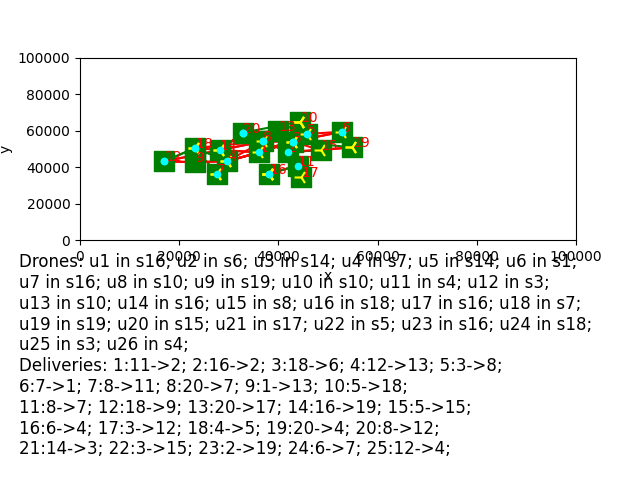 100000
80000
60000
40000
20000
0
y
0 20000 40000 60000 80000 100000
x
Drones: u1 in s16; u2 in s6; u3 in s14; u4 in s7; u5 in s14; u6 in s1;
u7 in s16; u8 in s10; u9 in s19; u10 in s10; u11 in s4; u12 in s3;
u13 in s10; u14 in s16; u15 in s8; u16 in s18; u17 in s16; u18 in s7;
u19 in s19; u20 in s15; u21 in s17; u22 in s5; u23 in s16; u24 in s18;
u25 in s3; u26 in s4;
Deliveries: 1:11->2; 2:16->2; 3:18->6; 4:12->13; 5:3->8;
6:7->1; 7:8->11; 8:20->7; 9:1->13; 10:5->18;
11:8->7; 12:18->9; 13:20->17; 14:16->19; 15:5->15;
16:6->4; 17:3->12; 18:4->5; 19:20->4; 20:8->12;
21:14->3; 22:3->15; 23:2->19; 24:6->7; 25:12->4;